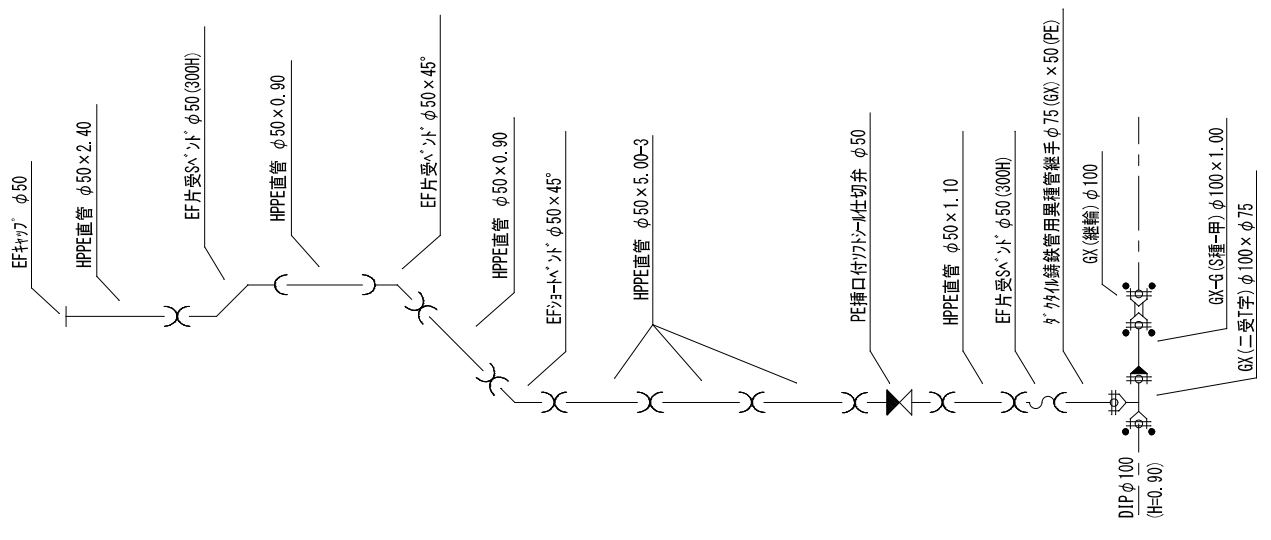 EFｷｬｯﾌﾟ φ50
HPPE直管 φ50×2.40
EF片受Sﾍﾞﾝﾄﾞ φ50(300H)
HPPE直管 φ50×0.90
EF片受ﾍﾞﾝﾄﾞ φ50×45°
HPPE直管 φ50×0.90
EFｼｮｰﾄﾍﾞﾝﾄﾞ φ50×45°
HPPE直管 φ50×5.00-3
PE挿口付ｿﾌﾄｼｰﾙ仕切弁 φ50
HPPE直管 φ50×1.10
EF片受Sﾍﾞﾝﾄﾞ φ50(300H)
ﾀﾞｸﾀｲﾙ鋳鉄管用異種管継手φ75(GX)×50(PE)
GX(継輪)φ100
DIPφ100
(H=0.90)
GX-G(S種-甲)φ100×1.00
GX(二受T字)φ100×φ75